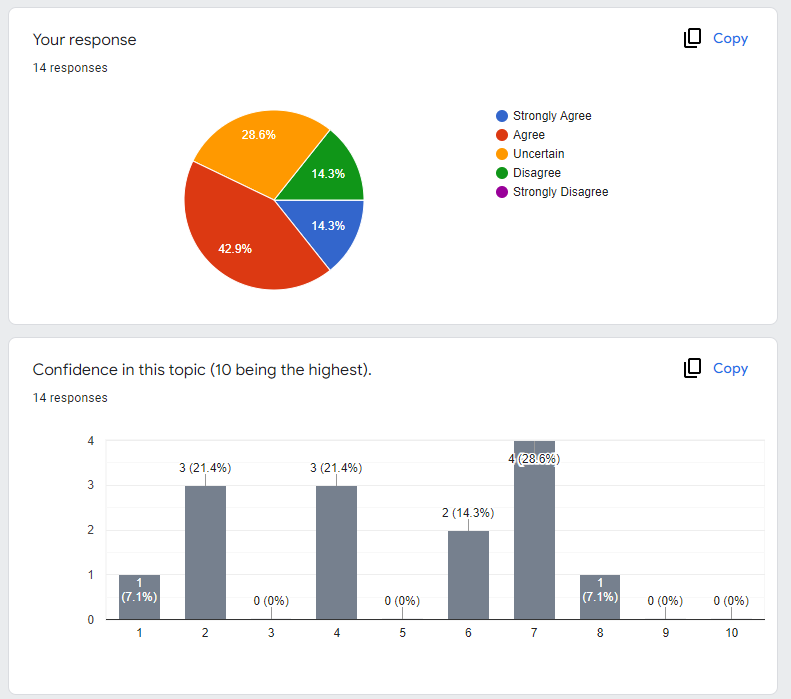 Your response
Copy
14 responses
28.6%
14.3%
14.3%
42.9%
Strongly Agree
Agree
Uncertain
Disagree
Strongly Disagree
Confidence in this topic (10 being the highest).
Copy
14 responses
4
3
2
1
0
1
(7.1%)
3 (21.4%)
0 (0%)
3 (21.4%)
0 (0%)
2 (14.3%)
4 (28.6%)
1
(7.1%)
0 (0%)
0 (0%)
1 2 3 4 5 6 7 8 9 10